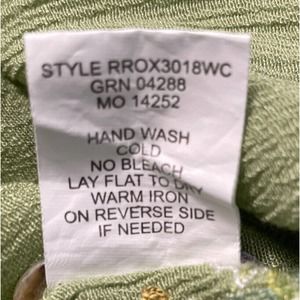 STYLE RROX3018WC
GRN 04288
MO 14252
HAND WASH
COLD
NO BLEACH
LAY FLAT TO DRY
WARM IRON
ON REVERSE SIDE
IF NEEDED